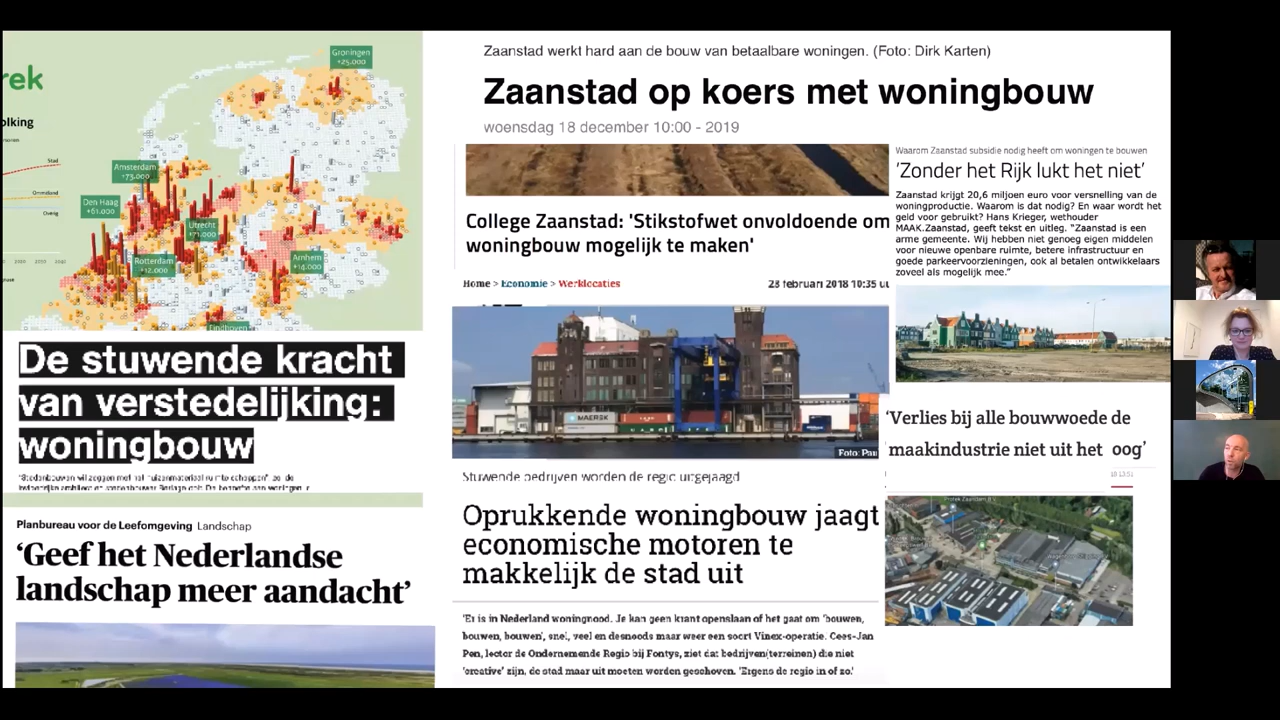 rek
olking
Stad
Ommeland
Overig
Groningen
+25.000
Amsterdam
+73.000
Den Haag
+61.000
Utrecht
Rotterdam
+12.000
Arnhem
+14.000
Eindhoven
De stuwende kracht
van verstedelijking:
woningbouw
Planbureau voor de Leefomgeving Landschap
‘Geef het Nederlandse
landschap meer aandacht’
Zaanstad werkt hard aan de bouw van betaalbare woningen. (Foto: Dirk Karten)
Zaanstad op koers met woningbouw
woensdag 18 december 10:00 - 2019
College Zaanstad: 'Stikstofwet onvoldoende om
woningbouw mogelijk te maken'
Home > Economie > Werklocaties
28 februari 2018 10:35 uu
MAERSK
Foto: Pau
Stuwende bedrijven worden de regio uitgejaagd
Oprukkende woningbouw jaagt
economische motoren te
makkelijk de stad uit
'Er is in Nederland woningnood. Je kan geen krant openslaan of het gaat om 'bouwen,
bouwen, bouwen', snel, veel en desnoods maar weer een soort Vinex-operatie. Cees-Jan
Pen, lector de Ondernemende Regio bij Fontys, ziet dat bedrijven(terreinen) die niet
'creative' zijn, de stad maar uit moeten worden geschoven. 'Ergens de regio in of zo.'
Waarom Zaanstad subsidie nodig heeft om woningen te bouwen
‘Zonder het Rijk lukt het niet’
Zaanstad krijgt 20,6 miljoen euro voor versnelling van de
woningproductie. Waarom is dat nodig? En waar wordt het
geld voor gebruikt? Hans Krieger, wethouder
MAAK.Zaanstad, geeft tekst en uitleg. “Zaanstad is een
arme gemeente. Wij hebben niet genoeg eigen middelen
voor nieuwe openbare ruimte, betere infrastructuur en
goede parkeervoorzieningen, ook al betalen ontwikkelaars
zoveel als mogelijk mee.”
‘Verlies bij alle bouwwoede de
maakindustrie niet uit het oog’